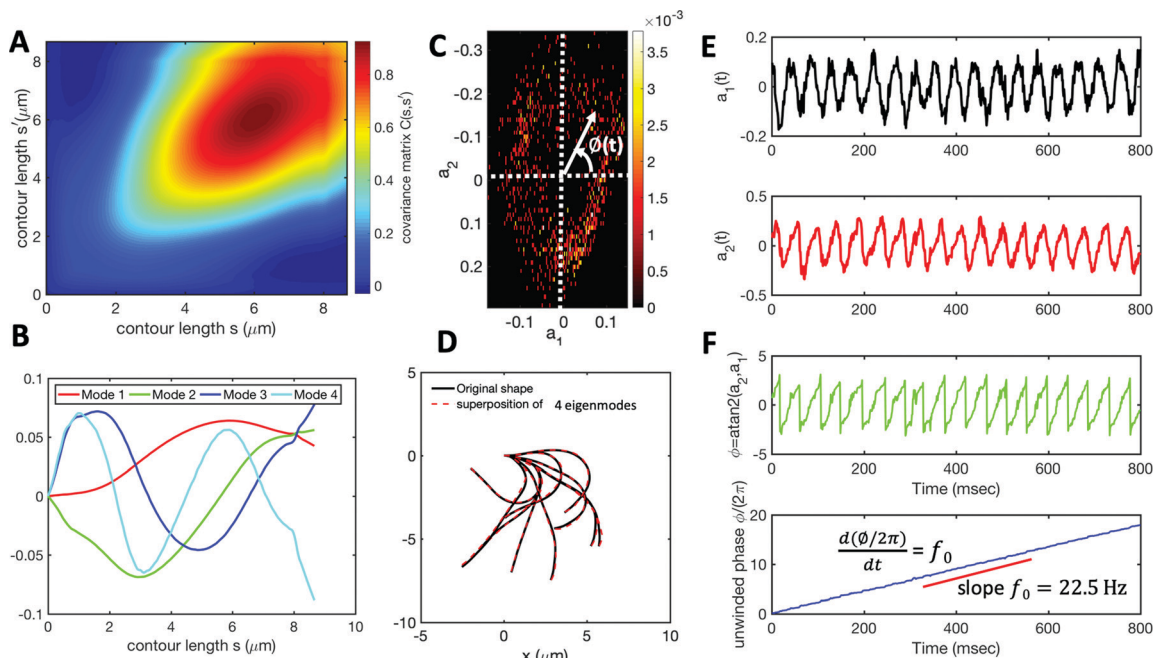 A
contour length s′(μm)
8
6
4
2
0
0 2 4 6 8
contour length s (μm)
0.8
0.6
0.4
0.2
0
covariance matrix C(s,s′)
B
Mode 1 Mode 2 Mode 3 Mode 4
0.1
0.05
0
-0.05
-0.1
0 2 4 6 8 10
contour length s (μm)
C
×10⁻³
a₂
-0.3
-0.2
-0.1
0
0.1
0.2
Ø(t)
-0.1 0 0.1
a₁
3.5
3
2.5
2
1.5
1
0.5
0
D
Original shape
superposition of 4 eigenmodes
5
0
-5
-10
-5 0 5 10
x (μm)
E
a₁(t)
0.2
0
-0.2
0 200 400 600 800
a₂(t)
0.5
0
-0.5
0 200 400 600 800
F
ϕ=atan2(a₂,a₁)
5
0
-5
0 200 400 600 800
Time (msec)
unwinded phase ϕ/(2π)
20
10
0
d(Ø/2π)
dt
= f₀
slope f₀ = 22.5 Hz
0 200 400 600 800
Time (msec)